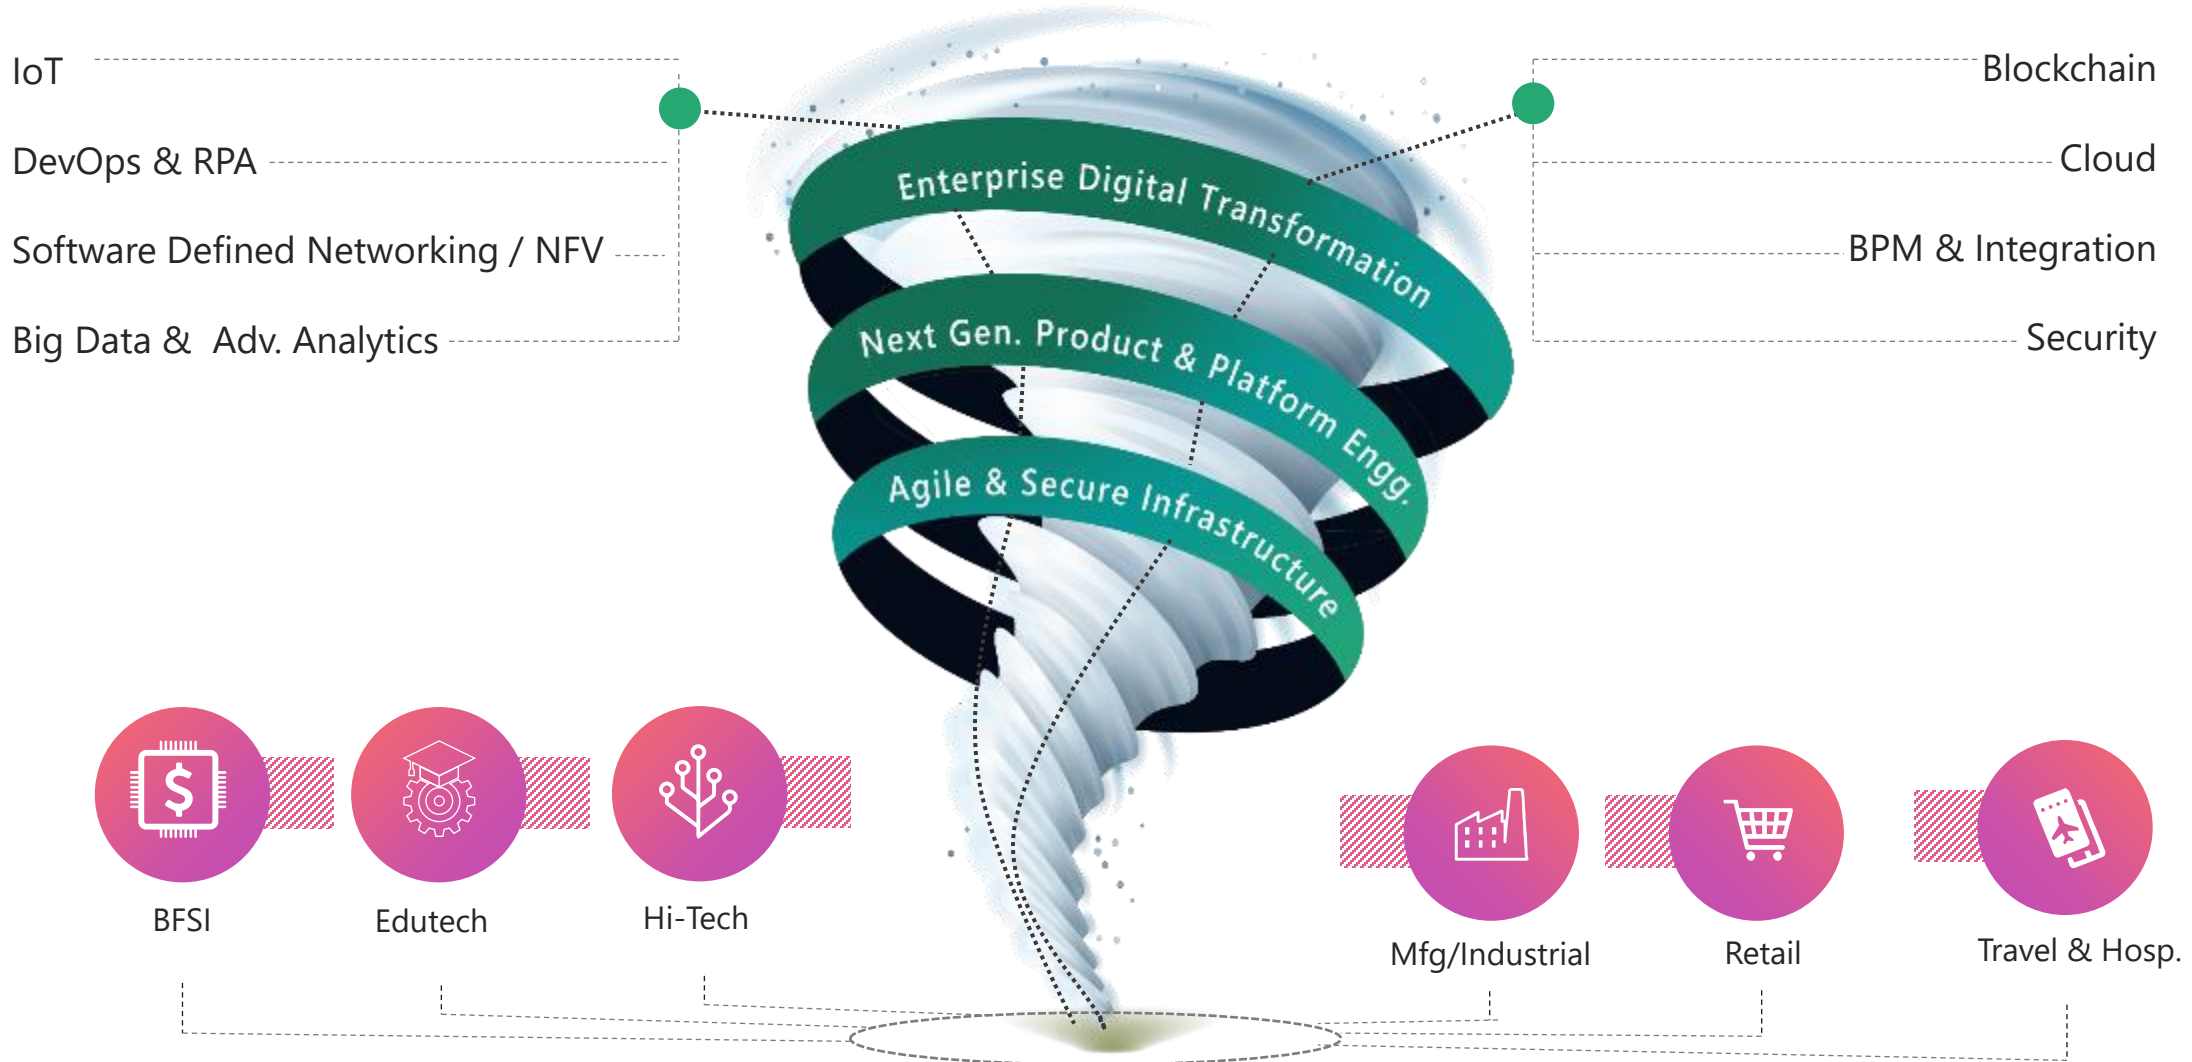 IoT
DevOps & RPA
Software Defined Networking / NFV
Big Data & Adv. Analytics
Blockchain
Cloud
BPM & Integration
Security
Enterprise Digital Transformation
Next Gen. Product & Platform Engg.
Agile & Secure Infrastructure
$
BFSI
Edutech
Hi-Tech
Mfg/Industrial
Retail
Travel & Hosp.